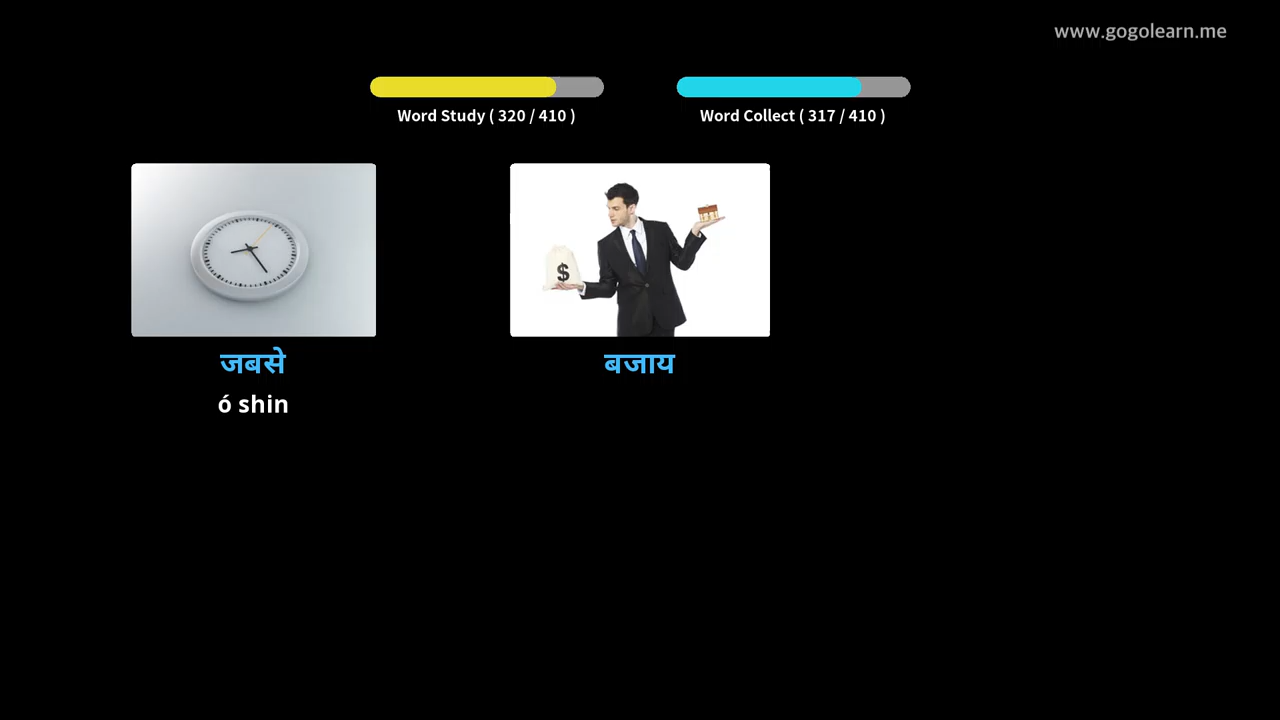 www.gogolearn.me
Word Study ( 320 / 410 )
Word Collect ( 317 / 410 )
जबसे
ó shin
बजाय
$